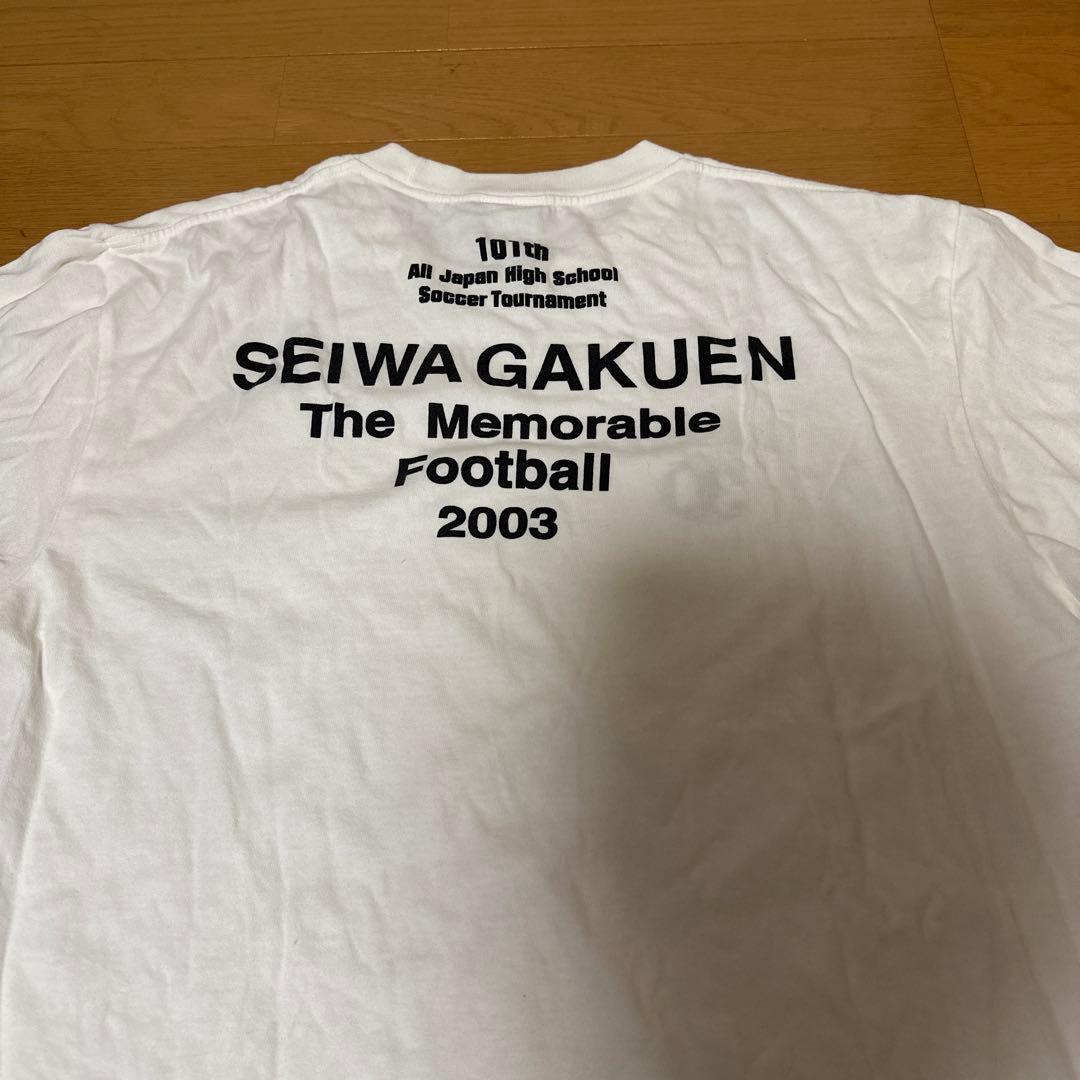 101th
All Japan High School
Soccer Tournament
SEIWA GAKUEN
The Memorable
Football
2003